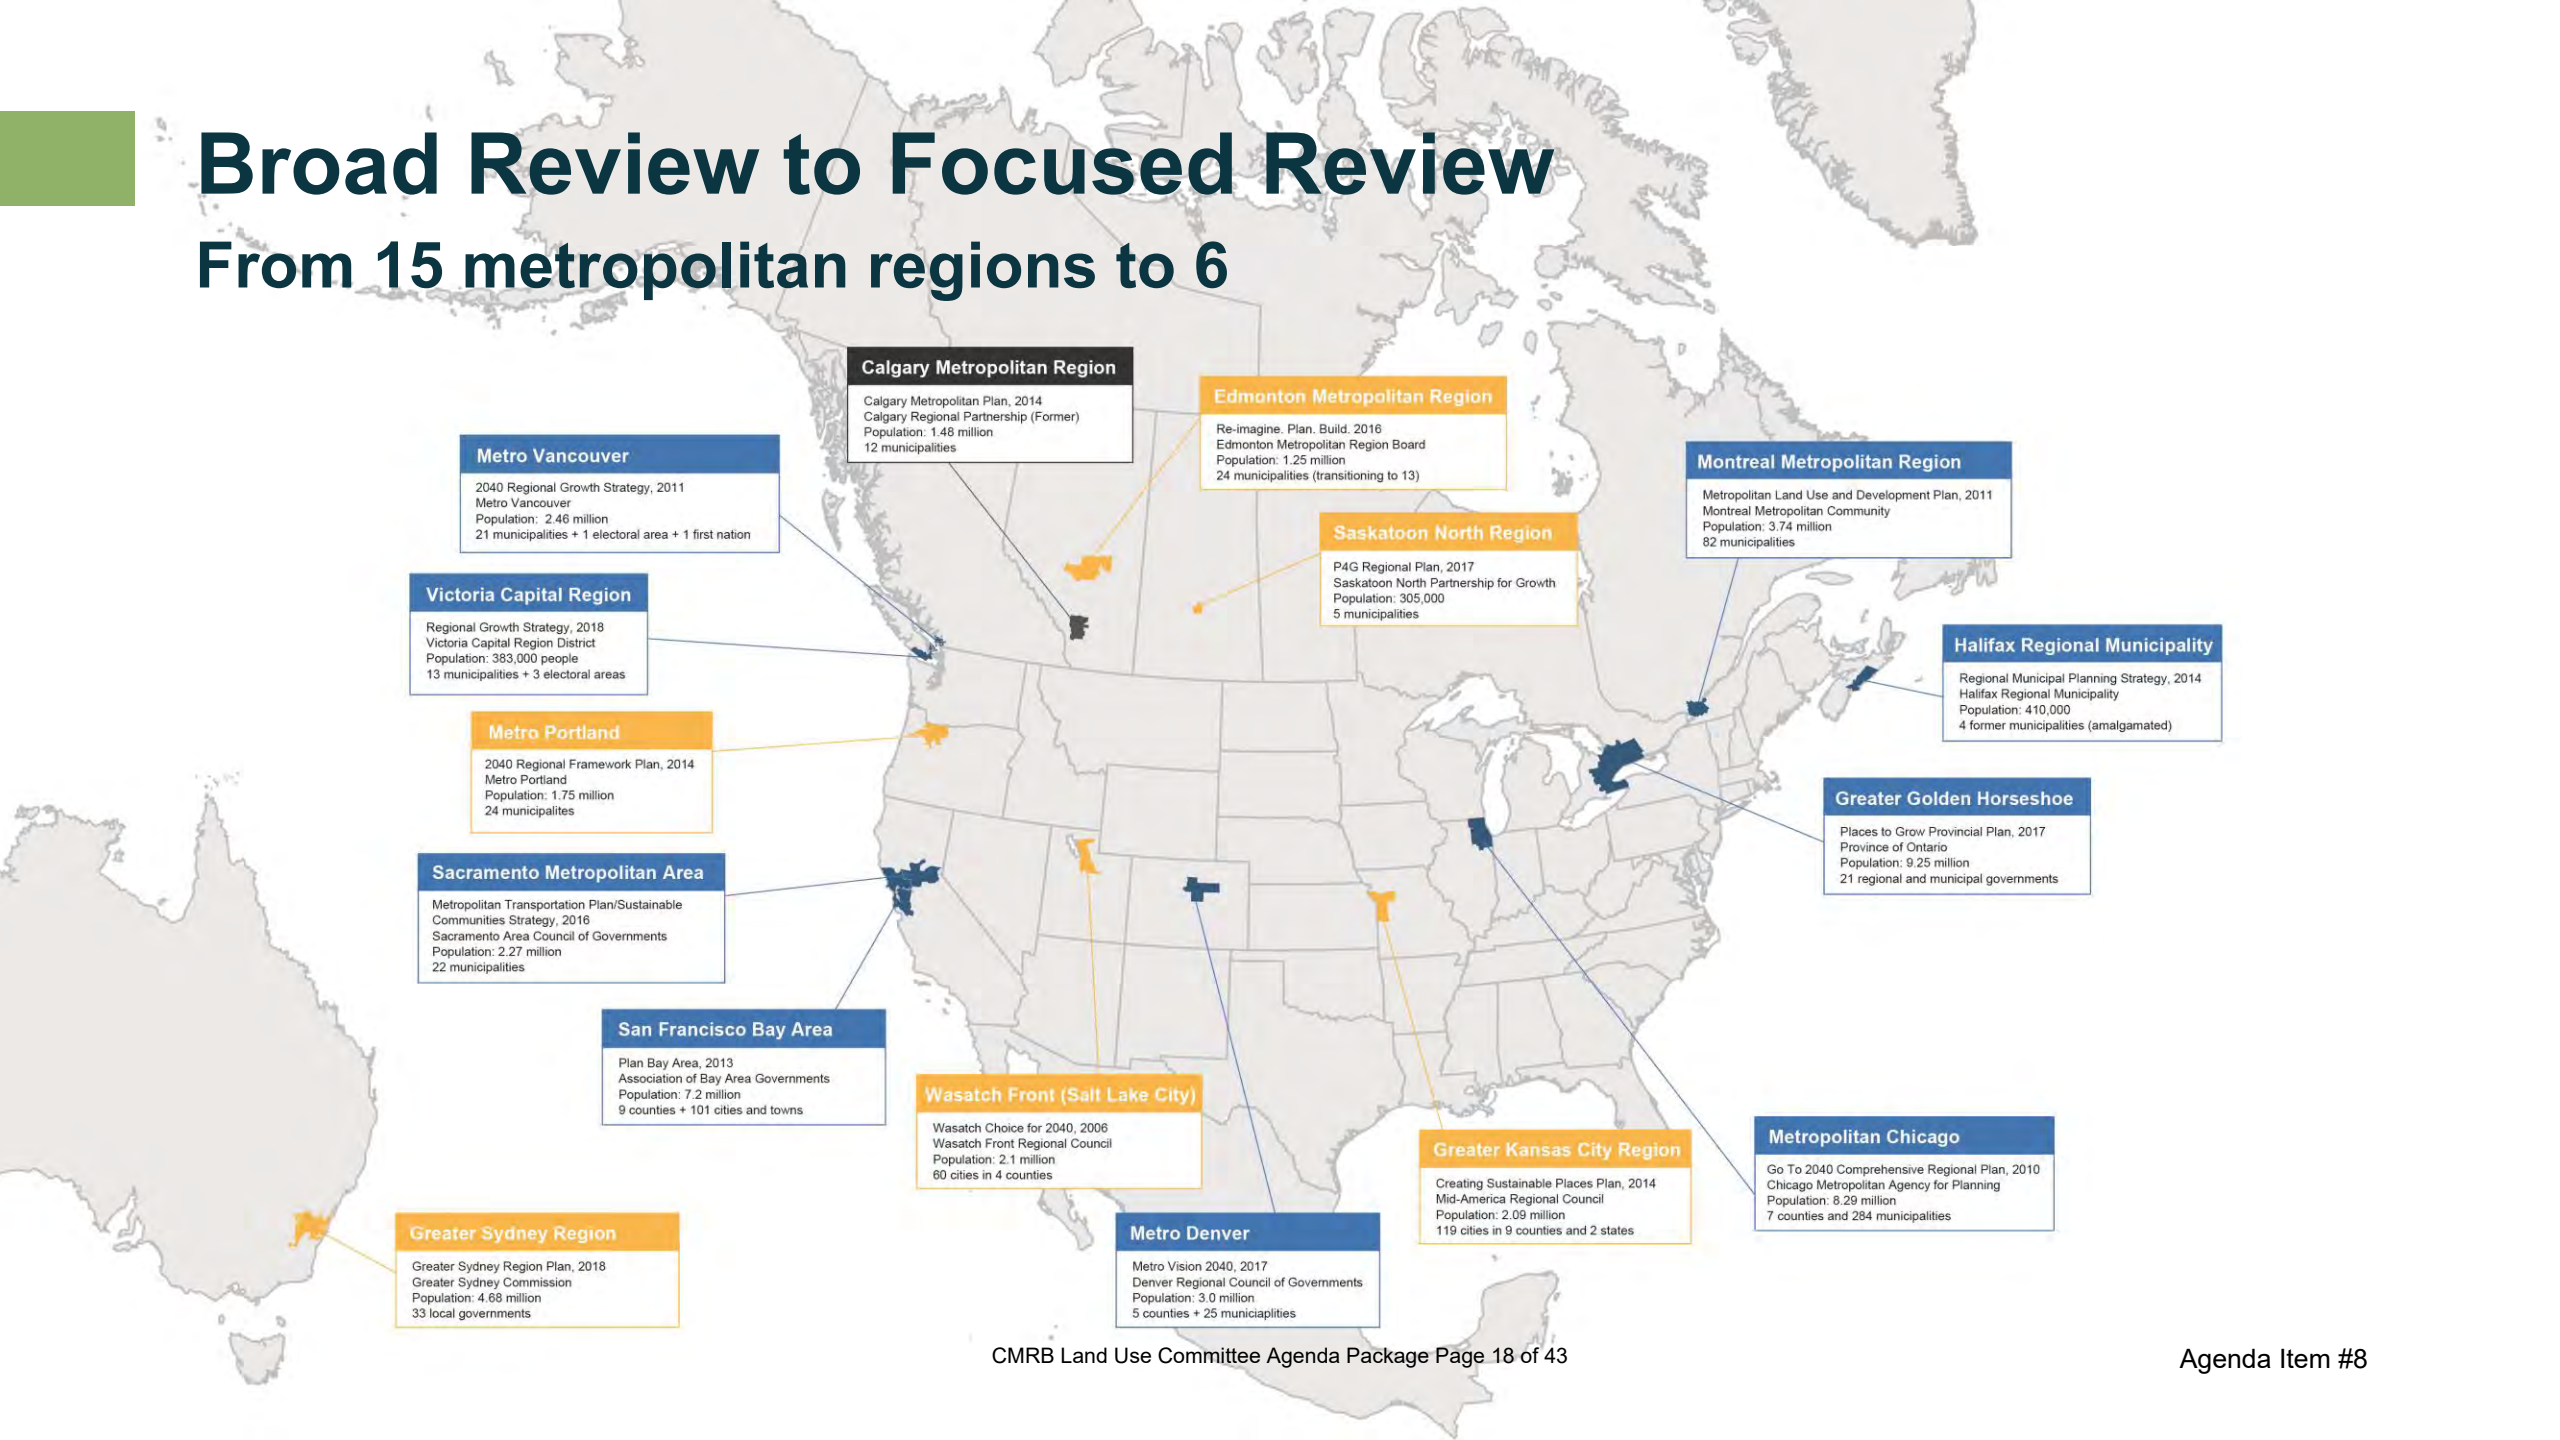 Broad Review to Focused Review
From 15 metropolitan regions to 6
Calgary Metropolitan Region
Calgary Metropolitan Plan, 2014
Calgary Regional Partnership (Former)
Population: 1.48 million
12 municipalities
Edmonton Metropolitan Region
Re-imagine. Plan. Build. 2016
Edmonton Metropolitan Region Board
Population: 1.25 million
24 municipalities (transitioning to 13)
Metro Vancouver
2040 Regional Growth Strategy, 2011
Metro Vancouver
Population: 2.46 million
21 municipalities + 1 electoral area + 1 first nation
Montreal Metropolitan Region
Metropolitan Land Use and Development Plan, 2011
Montreal Metropolitan Community
Population: 3.74 million
82 municipalities
Saskatoon North Region
P4G Regional Plan, 2017
Saskatoon North Partnership for Growth
Population: 305,000
5 municipalities
Victoria Capital Region
Regional Growth Strategy, 2018
Victoria Capital Region District
Population: 383,000 people
13 municipalities + 3 electoral areas
Halifax Regional Municipality
Regional Municipal Planning Strategy, 2014
Halifax Regional Municipality
Population: 410,000
4 former municipalities (amalgamated)
Metro Portland
2040 Regional Framework Plan, 2014
Metro Portland
Population: 1.75 million
24 municipalites
Greater Golden Horseshoe
Places to Grow Provincial Plan, 2017
Province of Ontario
Population: 9.25 million
21 regional and municipal governments
Sacramento Metropolitan Area
Metropolitan Transportation Plan/Sustainable
Communities Strategy, 2016
Sacramento Area Council of Governments
Population: 2.27 million
22 municipalities
San Francisco Bay Area
Plan Bay Area, 2013
Association of Bay Area Governments
Population: 7.2 million
9 counties + 101 cities and towns
Wasatch Front (Salt Lake City)
Wasatch Choice for 2040, 2006
Wasatch Front Regional Council
Population: 2.1 million
60 cities in 4 counties
Greater Kansas City Region
Creating Sustainable Places Plan, 2014
Mid-America Regional Council
Population: 2.09 million
119 cities in 9 counties and 2 states
Metropolitan Chicago
Go To 2040 Comprehensive Regional Plan, 2010
Chicago Metropolitan Agency for Planning
Population: 8.29 million
7 counties and 284 municipalities
Greater Sydney Region
Greater Sydney Region Plan, 2018
Greater Sydney Commission
Population: 4.68 million
33 local governments
Metro Denver
Metro Vision 2040, 2017
Denver Regional Council of Governments
Population: 3.0 million
5 counties + 25 municiaplities
CMRB Land Use Committee Agenda Package Page 18 of 43
Agenda Item #8